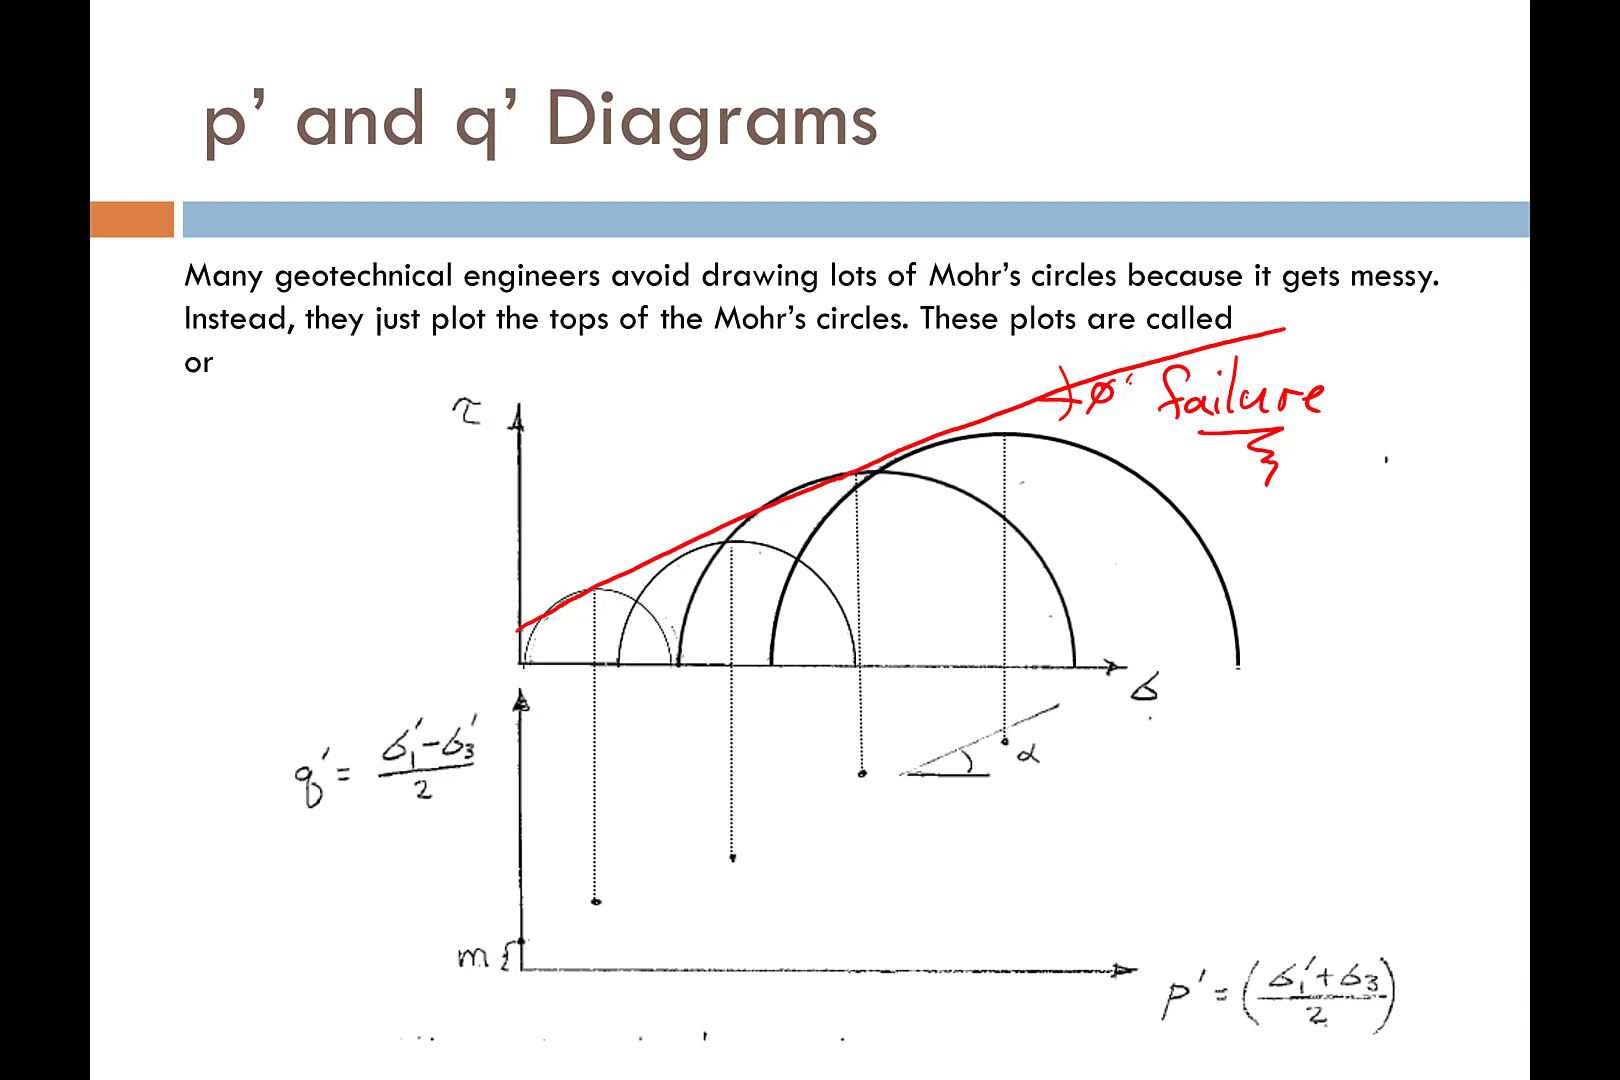 p’ and q’ Diagrams
Many geotechnical engineers avoid drawing lots of Mohr’s circles because it gets messy.
Instead, they just plot the tops of the Mohr’s circles. These plots are called
or
φ' failure
τ
σ
q' = σ₁' - σ₃' / 2
α
m
p' = (σ₁' + σ₃ / 2)